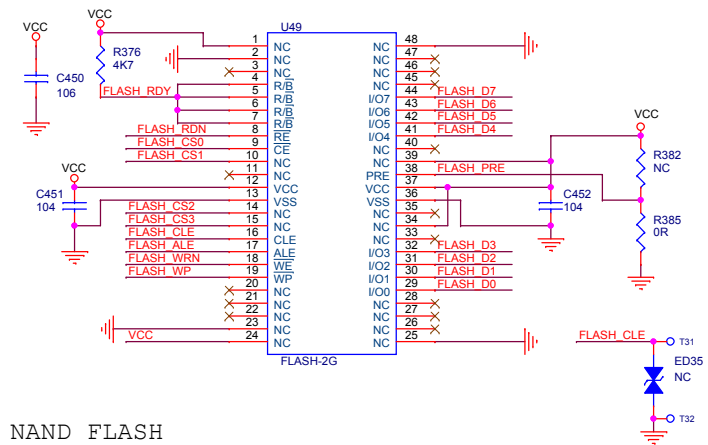 VCC
VCC
U49
C450
106
R376
4K7
FLASH_RDY
1 NC
2 NC
3 NC
4 R/B
5 R/B
6 R/B
7 R/B
FLASH_RDN 8 RE
FLASH_CS0 9 CE
FLASH_CS1 10 NC
11 NC
VCC
12 VCC
C451
104
13 VSS
FLASH_CS2 14 NC
FLASH_CS3 15 NC
FLASH_CLE 16 CLE
FLASH_ALE 17 ALE
FLASH_WRN 18 WE
FLASH_WP 19 WP
20 NC
21 NC
22 NC
23 NC
VCC 24 NC
NC 48
NC 47
NC 46
NC 45
I/O7 44 FLASH_D7
I/O6 43 FLASH_D6
I/O5 42 FLASH_D5
I/O4 41 FLASH_D4
NC 40
NC 39
PRE 38 FLASH_PRE
VCC 37
VSS 36
NC 35
NC 34
NC 33
I/O3 32 FLASH_D3
I/O2 31 FLASH_D2
I/O1 30 FLASH_D1
I/O0 29 FLASH_D0
NC 28
NC 27
NC 26
NC 25
FLASH-2G
C452
104
VCC
R382
NC
R385
0R
FLASH_CLE
T31
ED35
NC
T32
NAND FLASH